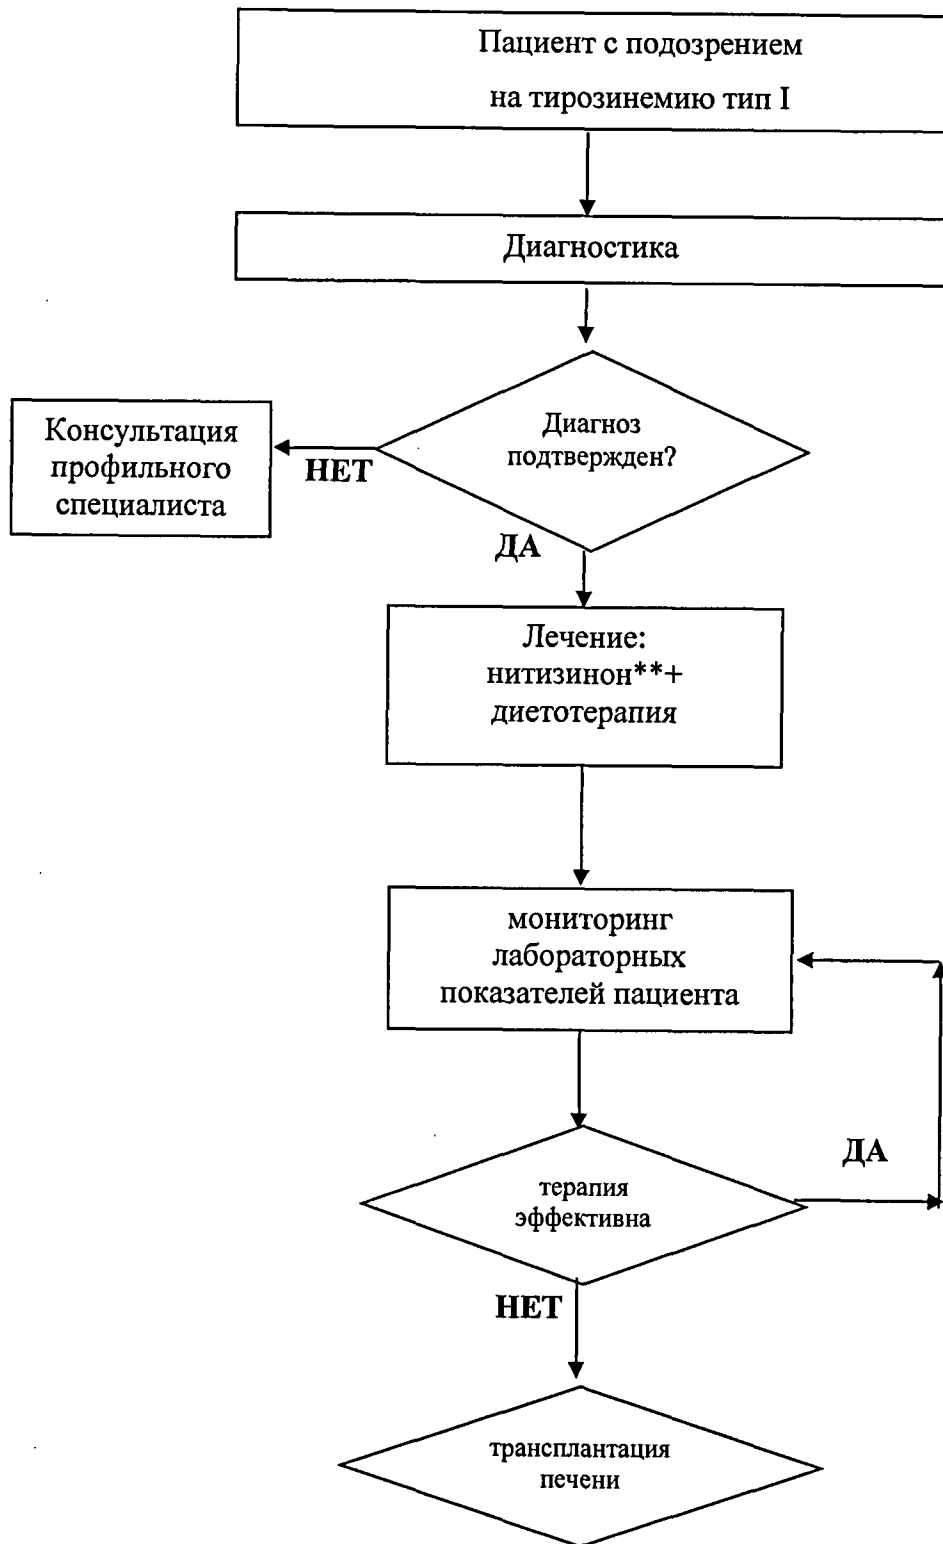 Пациент с подозрением
на тирозинемию тип I
Диагностика
Диагноз
подтвержден?
Консультация
профильного
специалиста
НЕТ
ДА
Лечение:
нитизинон**+
диетотерапия
мониторинг
лабораторных
показателей пациента
терапия
эффективна
ДА
НЕТ
трансплантация
печени